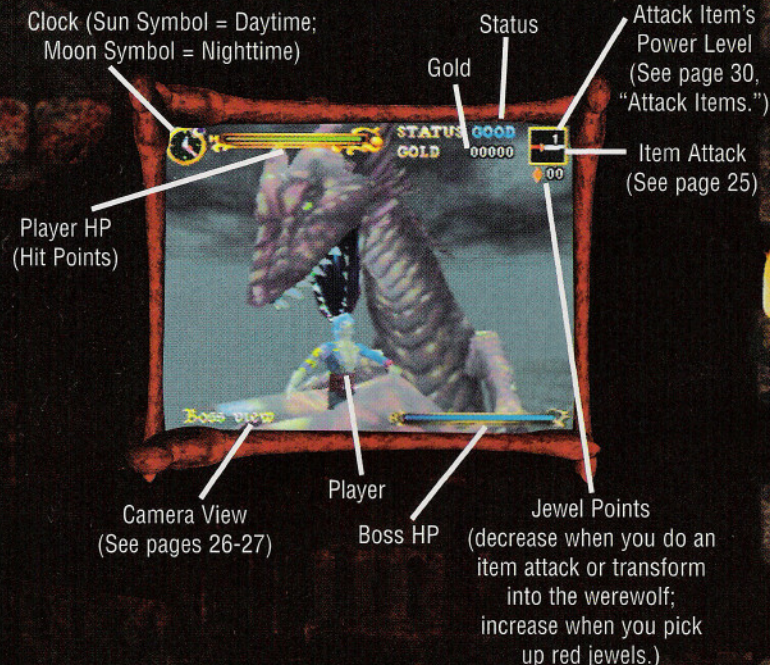 Clock (Sun Symbol = Daytime;
Moon Symbol = Nighttime)
Status
Gold
Attack Item's
Power Level
(See page 30,
"Attack Items.")
STATUS GOOD
GOLD 00000
1
00
Item Attack
(See page 25)
Player HP
(Hit Points)
Boss view
Player
Camera View
(See pages 26-27)
Boss HP
Jewel Points
(decrease when you do an
item attack or transform
into the werewolf;
increase when you pick
up red jewels.)